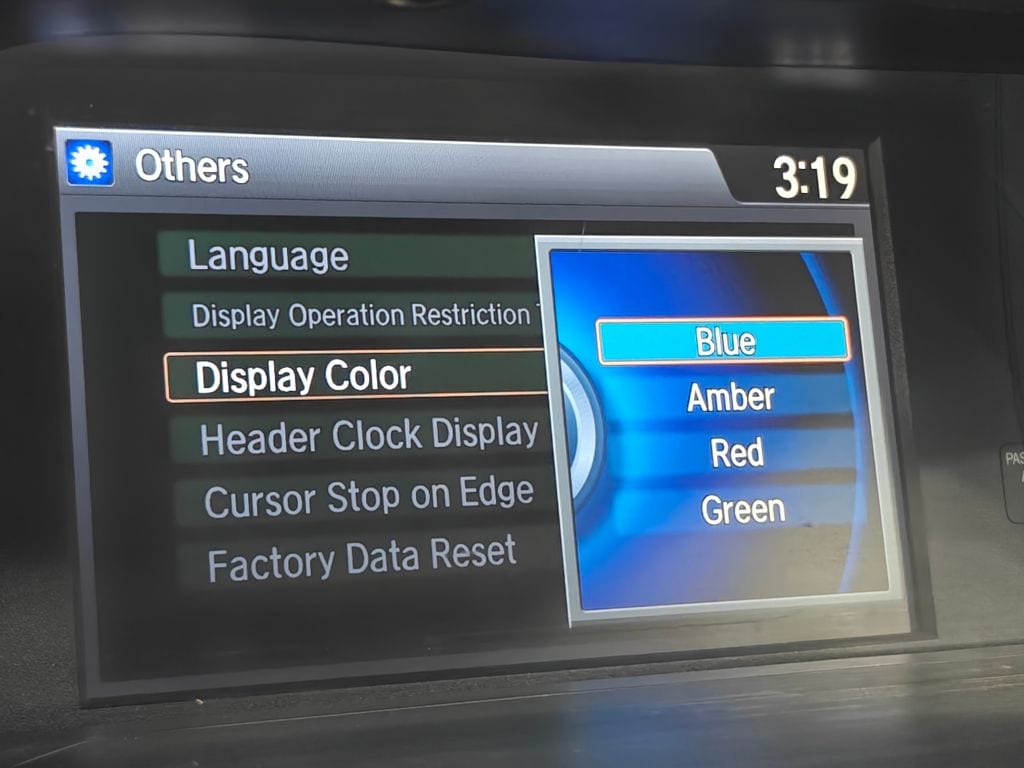 Others
3:19
Language
Display Operation Restriction
Display Color
Header Clock Display
Cursor Stop on Edge
Factory Data Reset
Blue
Amber
Red
Green
PAS